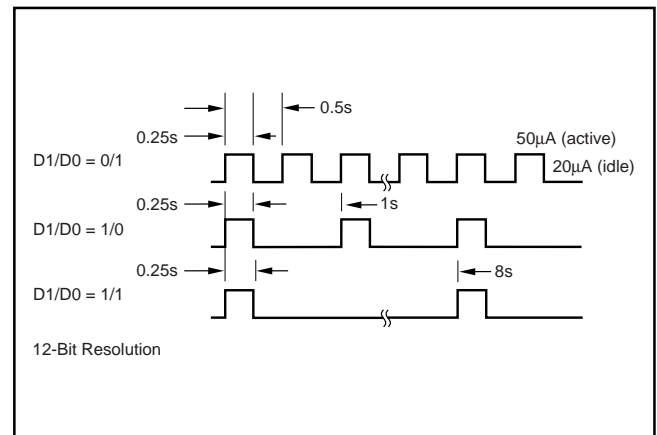 0.5s
0.25s
50μA (active)
D1/D0 = 0/1
20μA (idle)
0.25s
1s
D1/D0 = 1/0
0.25s
8s
D1/D0 = 1/1
12-Bit Resolution